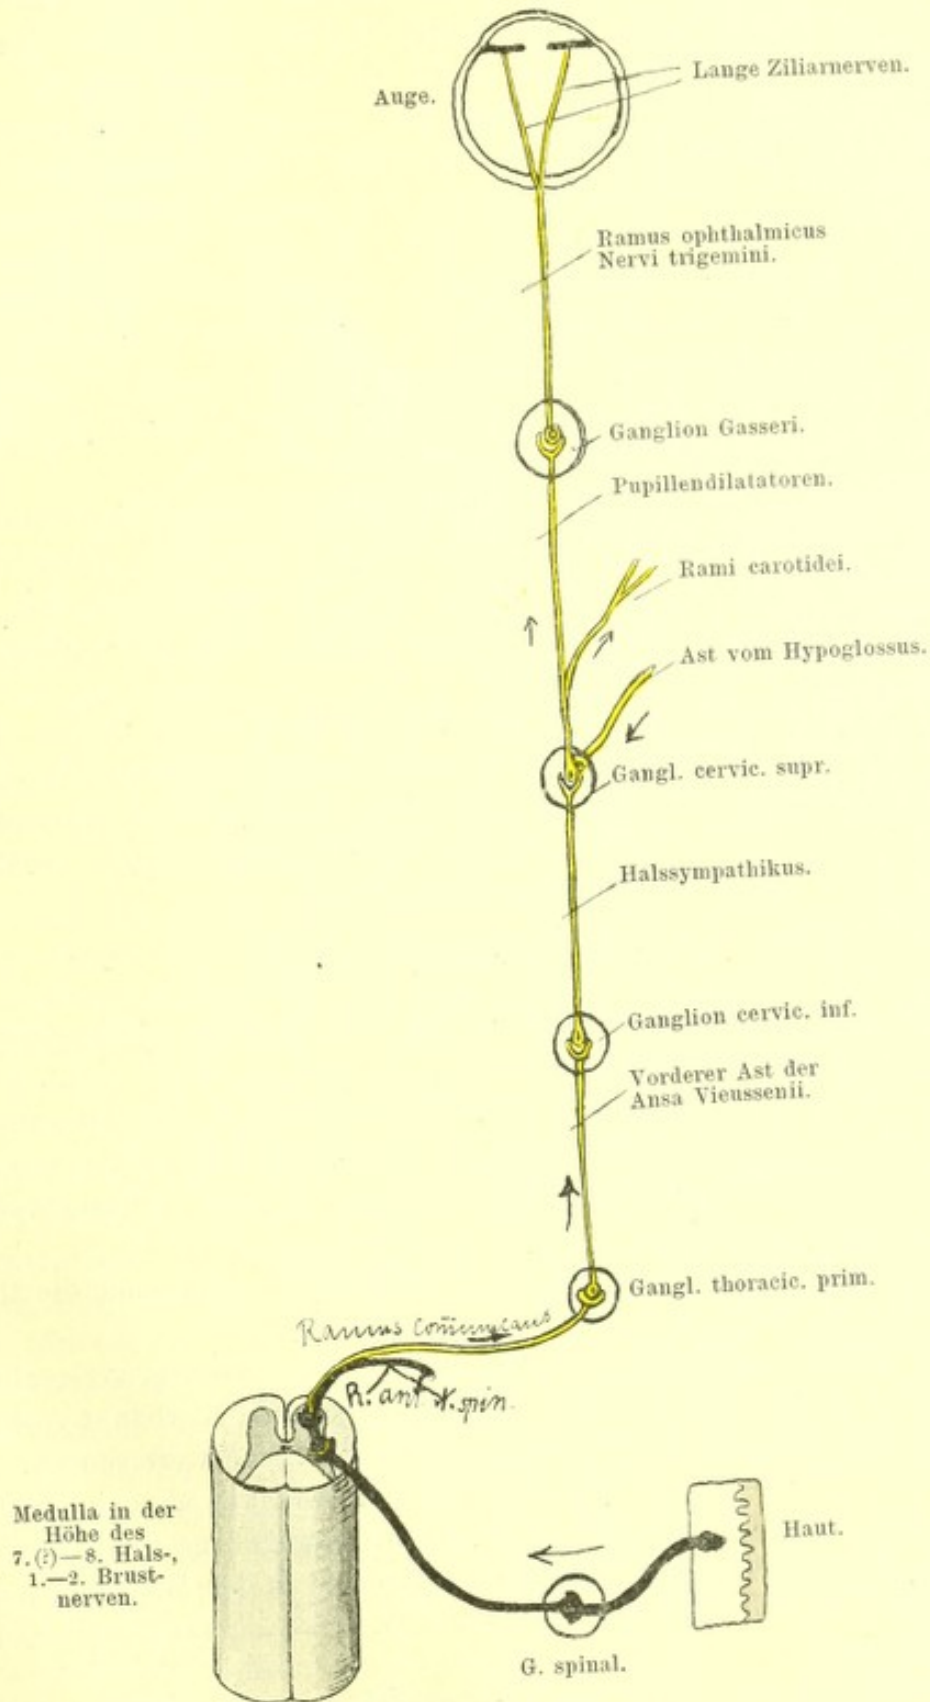 Lange Ziliarnerven.
Auge.
Ramus ophthalmicus
Nervi trigemini.
Ganglion Gasseri.
Pupillendilatatoren.
Rami carotidei.
Ast vom Hypoglossus.
Gangl. cervic. supr.
Halssympathikus.
Ganglion cervic. inf.
Vorderer Ast der
Ansa Vieussenii.
Gangl. thoracic. prim.
Ramus com̄unicans
R. ant N. spin.
Medulla in der
Höhe des
7.(?)—8. Hals-,
1.—2. Brust-
nerven.
Haut.
G. spinal.